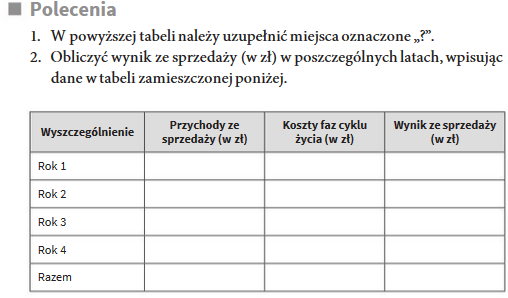 Polecenia
1. W powyższej tabeli należy uzupełnić miejsca oznaczone „?”.
2. Obliczyć wynik ze sprzedaży (w zł) w poszczególnych latach, wpisując
dane w tabeli zamieszczonej poniżej.
Wyszczególnienie
Przychody ze
sprzedaży (w zł)
Koszty faz cyklu
życia (w zł)
Wynik ze sprzedaży
(w zł)
Rok 1
Rok 2
Rok 3
Rok 4
Razem